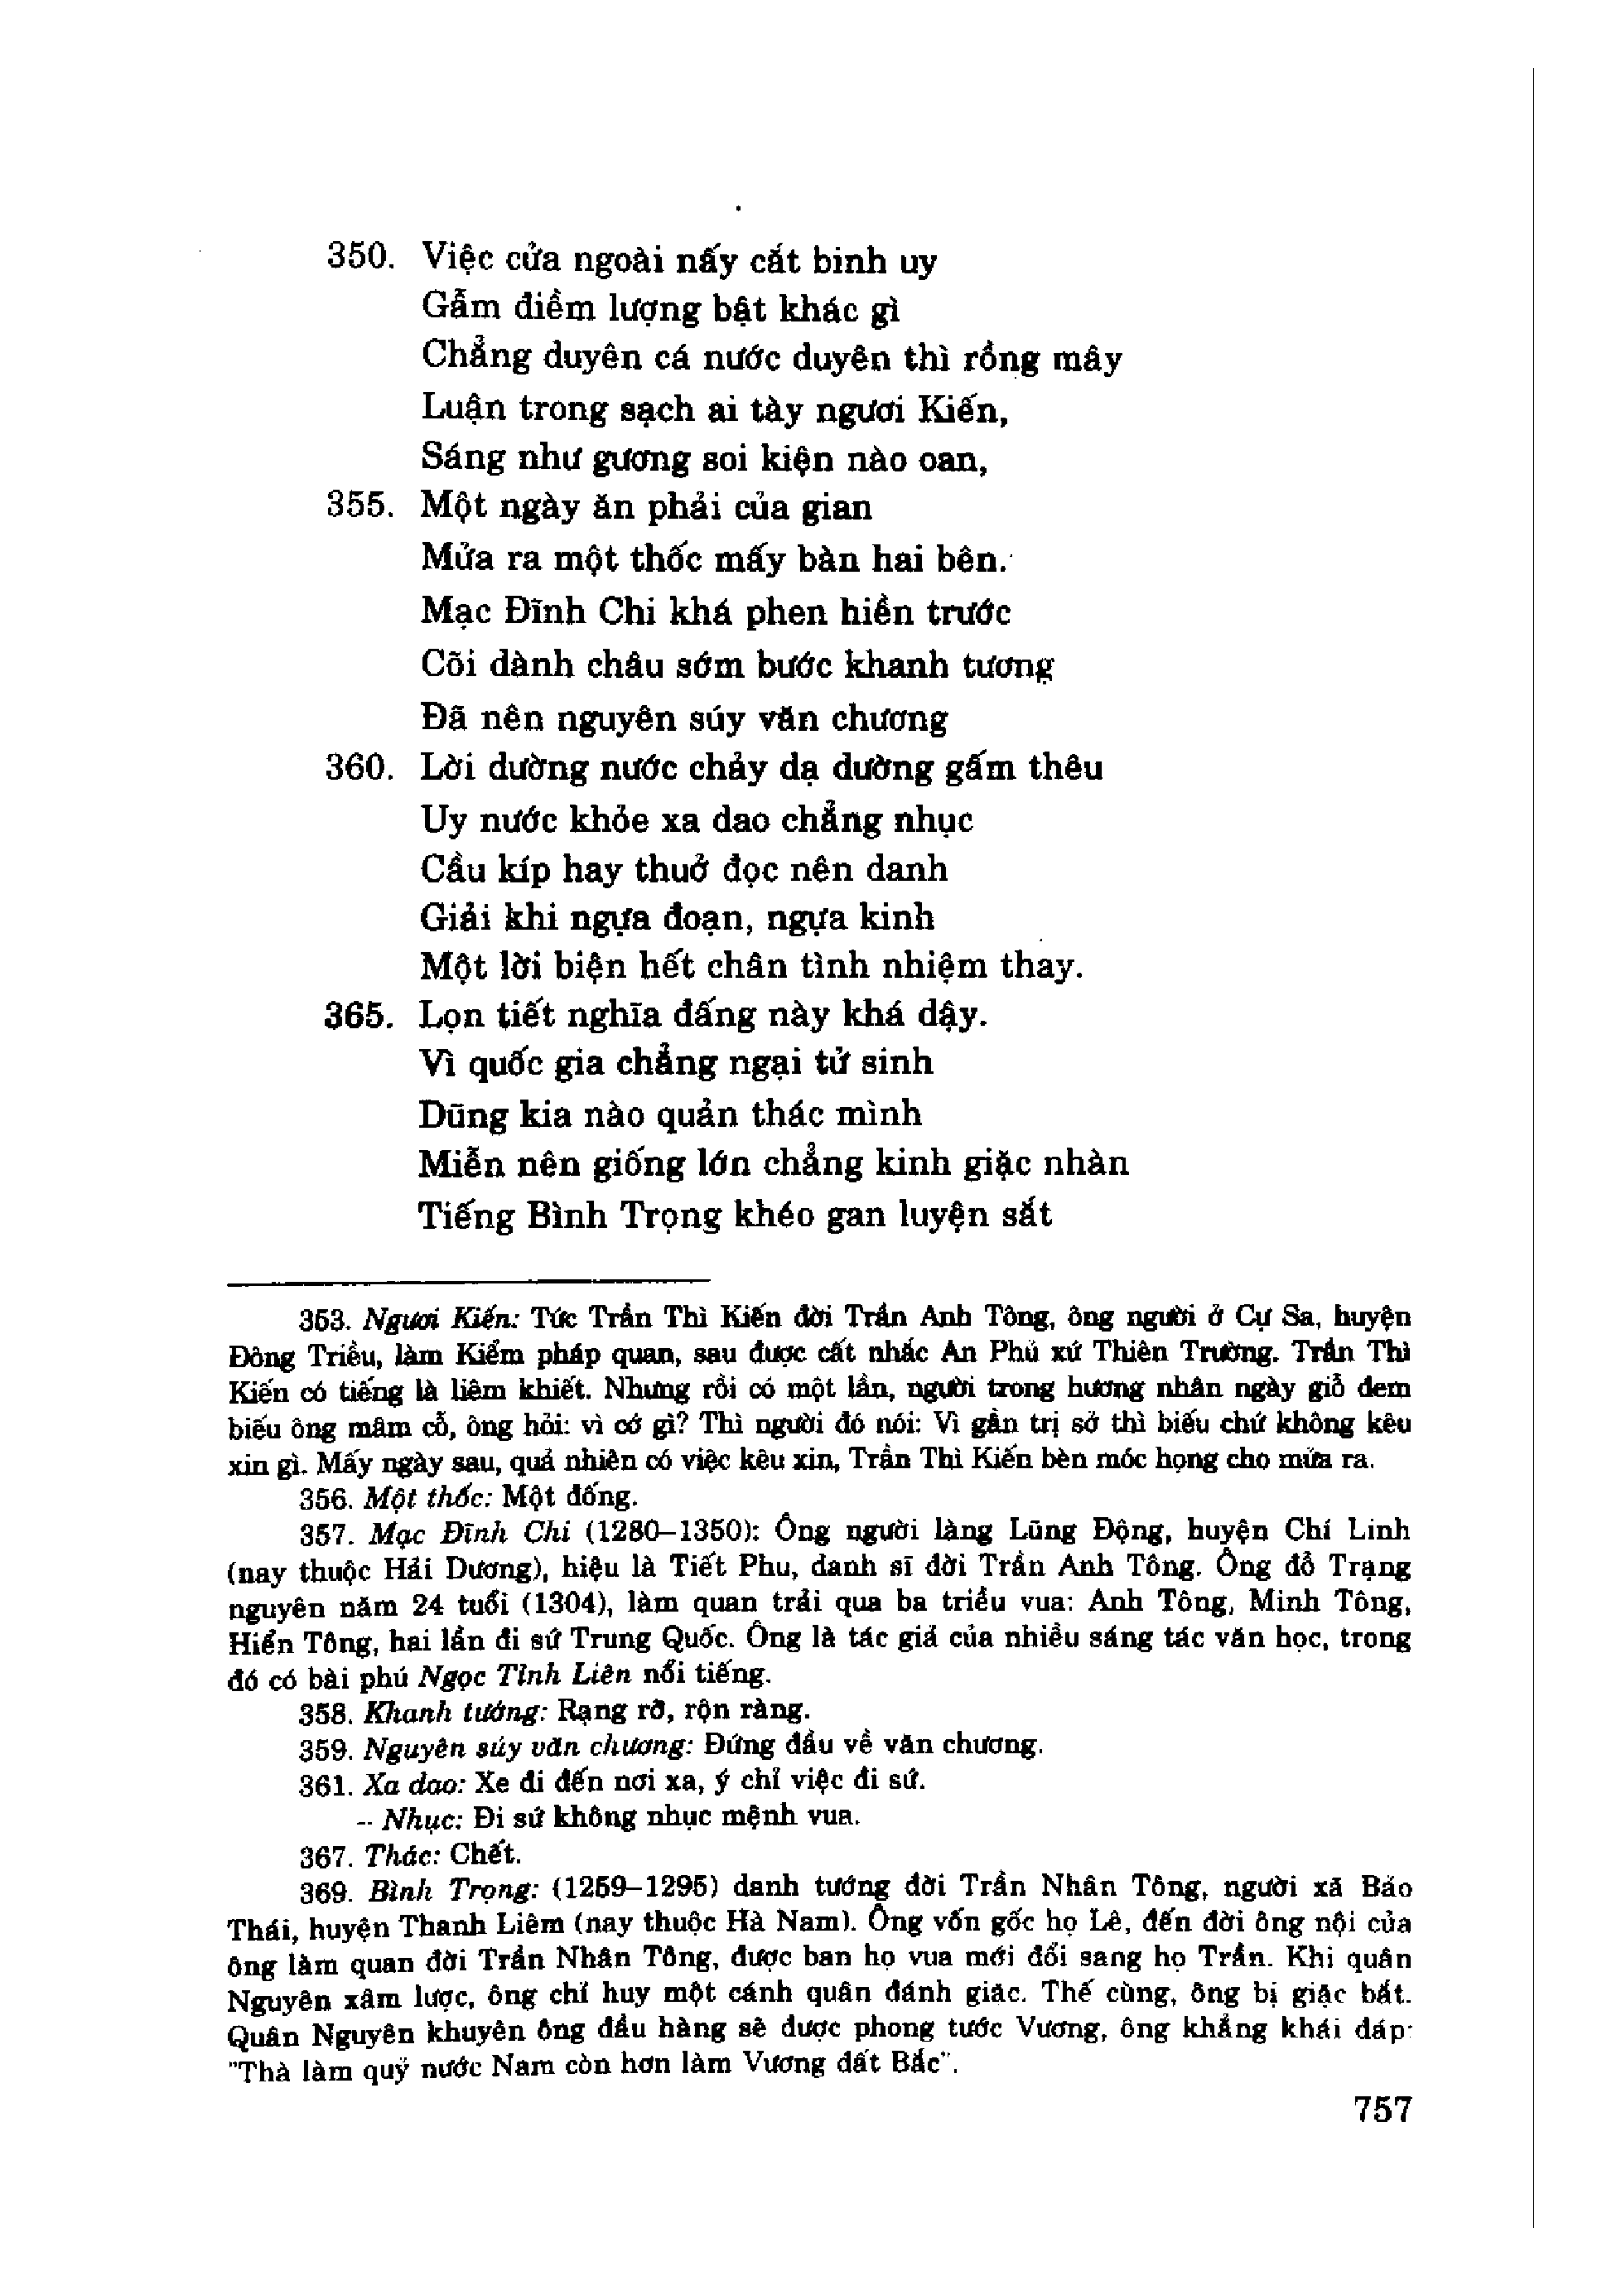 350. Việc cửa ngoài nấy cắt binh uy
Gẫm điềm lượng bật khác gì
Chẳng duyên cá nước duyên thì rồng mây
Luận trong sạch ai tày ngươi Kiến,
Sáng như gương soi kiện nào oan,
355. Một ngày ăn phải của gian
Mửa ra một thốc mấy bàn hai bên.
Mạc Đĩnh Chi khá phen hiền trước
Cõi dành châu sớm bước khanh tương
Đã nên nguyên súy văn chương
360. Lời dường nước chảy dạ dường gấm thêu
Uy nước khỏe xa dao chẳng nhục
Cầu kíp hay thuở đọc nên danh
Giải khi ngựa đoạn, ngựa kinh
Một lời biện hết chân tình nhiệm thay.
365. Lọn tiết nghĩa đấng này khá dậy.
Vì quốc gia chẳng ngại tử sinh
Dũng kia nào quản thác mình
Miễn nên giống lớn chẳng kinh giặc nhàn
Tiếng Bình Trọng khéo gan luyện sắt
353. Ngươi Kiến: Tức Trần Thì Kiến đời Trần Anh Tông, ông người ở Cự Sa, huyện
Đông Triều, làm Kiểm pháp quan, sau được cất nhắc An Phủ xứ Thiên Trường. Trần Thì
Kiến có tiếng là liêm khiết. Nhưng rồi có một lần, người trong hương nhân ngày giỗ đem
biếu ông mâm cỗ, ông hỏi: vì cớ gì? Thì người đó nói: Vì gần trị sở thì biếu chứ không kêu
xin gì. Mấy ngày sau, quả nhiên có việc kêu xin, Trần Thì Kiến bèn móc họng cho mửa ra.
356. Một thốc: Một đống.
357. Mạc Đĩnh Chi (1280–1350): Ông người làng Lũng Động, huyện Chí Linh
(nay thuộc Hải Dương), hiệu là Tiết Phu, danh sĩ đời Trần Anh Tông. Ông đỗ Trạng
nguyên năm 24 tuổi (1304), làm quan trải qua ba triều vua: Anh Tông, Minh Tông,
Hiển Tông, hai lần đi sứ Trung Quốc. Ông là tác giả của nhiều sáng tác văn học, trong
đó có bài phú Ngọc Tỉnh Liên nổi tiếng.
358. Khanh tướng: Rạng rỡ, rộn ràng.
359. Nguyên súy văn chương: Đứng đầu về văn chương.
361. Xa dao: Xe đi đến nơi xa, ý chỉ việc đi sứ.
– Nhục: Đi sứ không nhục mệnh vua.
367. Thác: Chết.
369. Bình Trọng: (1259–1295) danh tướng đời Trần Nhân Tông, người xã Bảo
Thái, huyện Thanh Liêm (nay thuộc Hà Nam). Ông vốn gốc họ Lê, đến đời ông nội của
ông làm quan đời Trần Nhân Tông, được ban họ vua mới đổi sang họ Trần. Khi quân
Nguyên xâm lược, ông chỉ huy một cánh quân đánh giặc. Thế cùng, ông bị giặc bắt.
Quân Nguyên khuyên ông đầu hàng sẽ được phong tước Vương, ông khẳng khái đáp:
"Thà làm quỷ nước Nam còn hơn làm Vương đất Bắc".
757